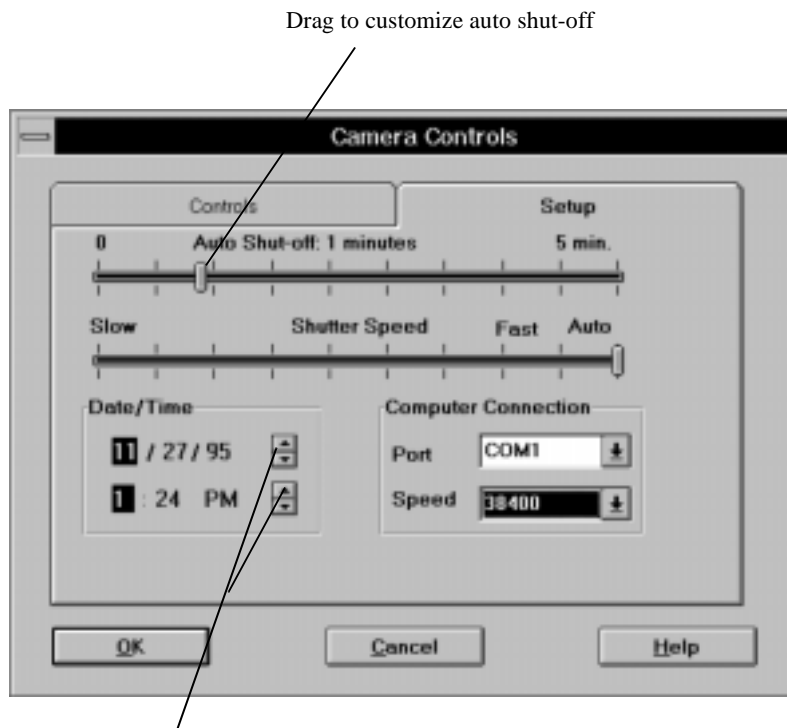 Drag to customize auto shut-off
Camera Controls
Controls Setup
0 Auto Shut-off: 1 minutes 5 min.
Slow Shutter Speed Fast Auto
Date/Time
11 / 27 / 95
1 : 24 PM
Computer Connection
Port COM1
Speed 38400
OK Cancel Help